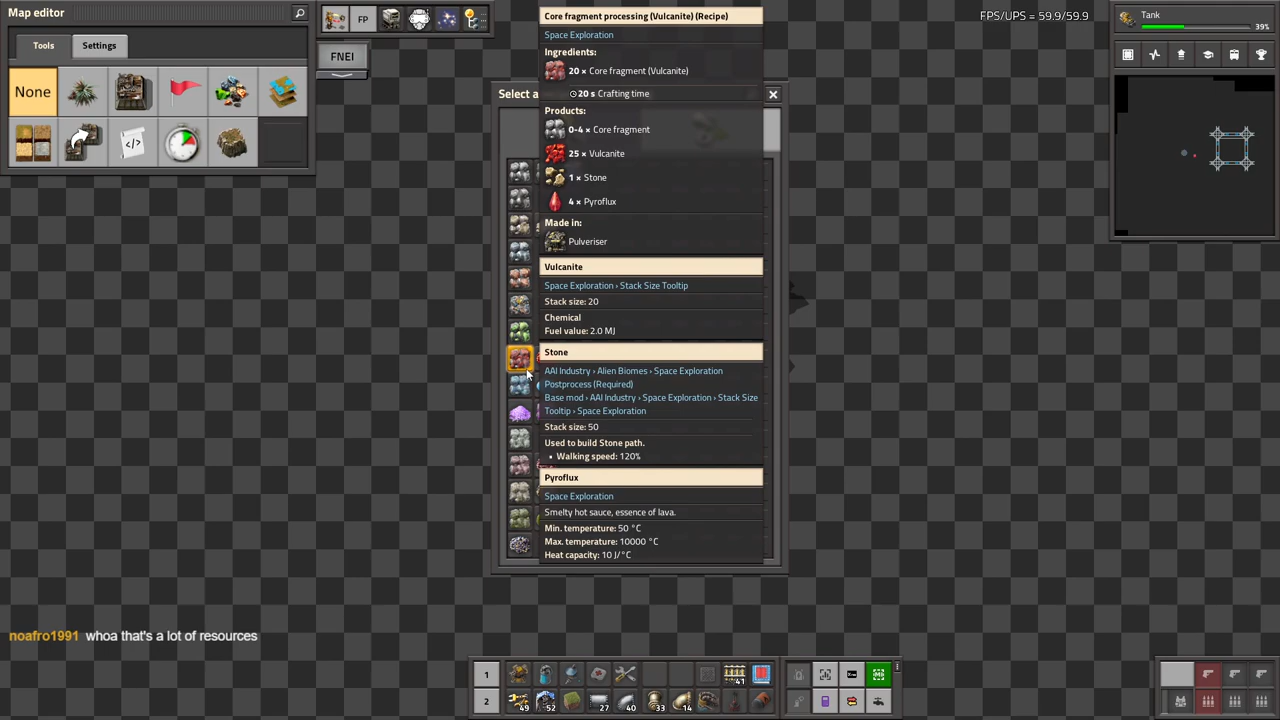 Map editor
Tools
Settings
None
FP
FNEI
Core fragment processing (Vulcanite) (Recipe)
Space Exploration
Ingredients:
20 × Core fragment (Vulcanite)
20 s Crafting time
Products:
0-4 × Core fragment
25 × Vulcanite
1 × Stone
4 × Pyroflux
Made in:
Pulveriser
Vulcanite
Space Exploration › Stack Size Tooltip
Stack size: 20
Chemical
Fuel value: 2.0 MJ
Stone
AAI Industry › Alien Biomes › Space Exploration
Postprocess (Required)
Base mod › AAI Industry › Space Exploration › Stack Size
Tooltip › Space Exploration
Stack size: 50
Used to build Stone path.
▪ Walking speed: 120%
Pyroflux
Space Exploration
Smelty hot sauce, essence of lava.
Min. temperature: 50 °C
Max. temperature: 10000 °C
Heat capacity: 10 J/°C
Select a
FPS/UPS = 59.9/59.9
Tank
39%
noafro1991 whoa that's a lot of resources
1
41
2
49
52
27
40
33
14